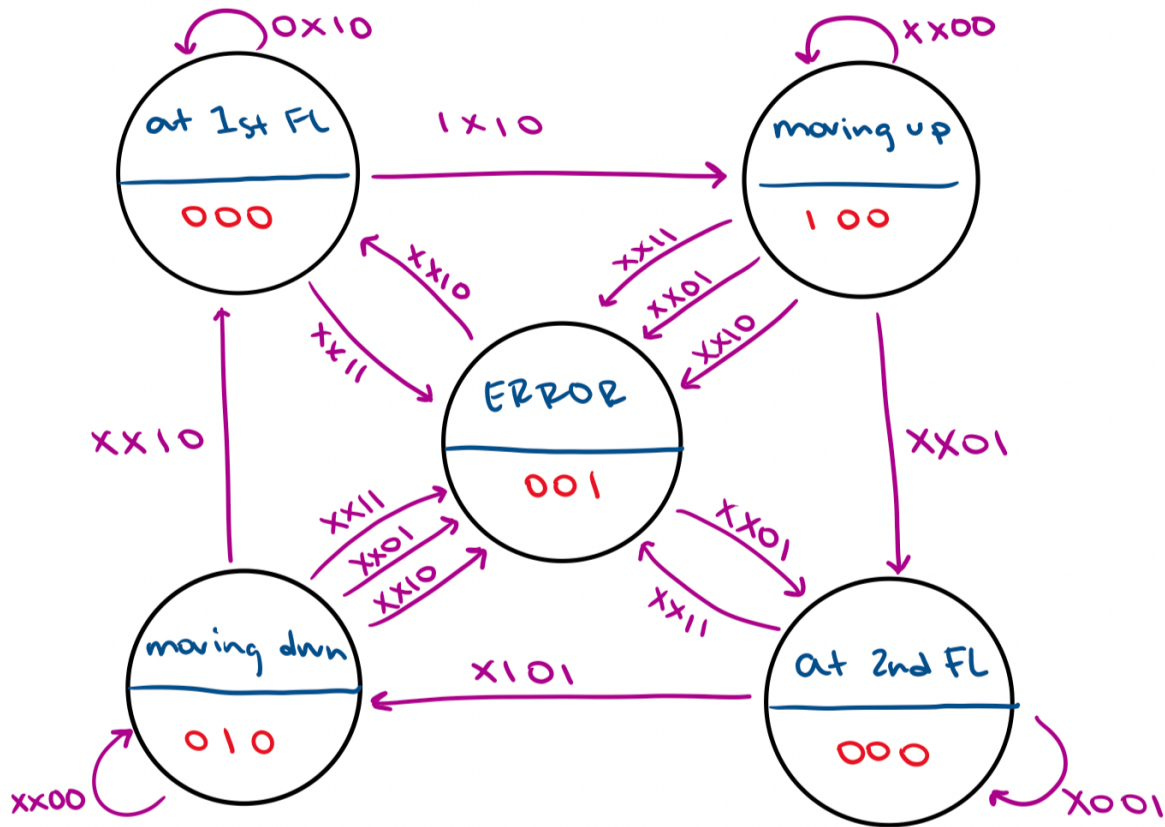 0X10
XX00
at 1st FL
000
1X10
moving up
100
XX11
XX01
XX10
XX10
XX11
ERROR
001
XX10
XX01
XX11
XX01
XX10
XX01
XX11
moving down
010
X101
at 2nd FL
000
XX00
X001